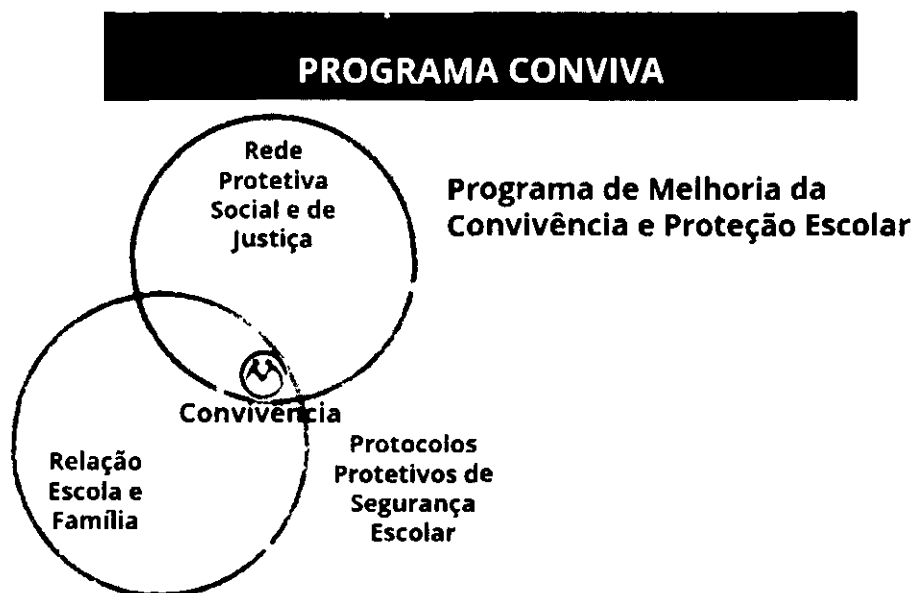 PROGRAMA CONVIVA
Rede
Protetiva
Social e de
Justiça
Programa de Melhoria da
Convivência e Proteção Escolar
Convivência
Relação
Escola e
Família
Protocolos
Protetivos de
Segurança
Escolar